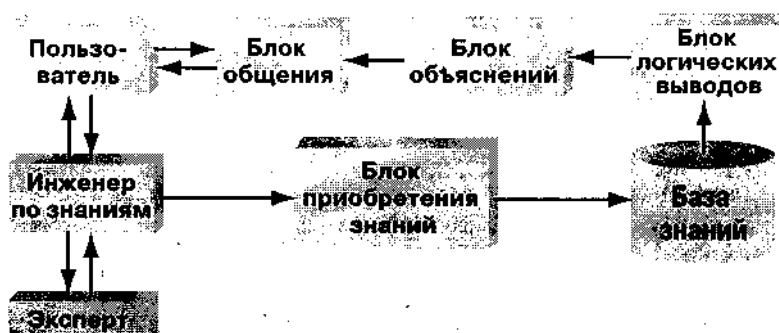 Пользо-
ватель
Блок
общения
Блок
объяснений
Блок
логических
выводов
Инженер
по знаниям
Блок
приобретения
знаний
База
знаний
Эксперт